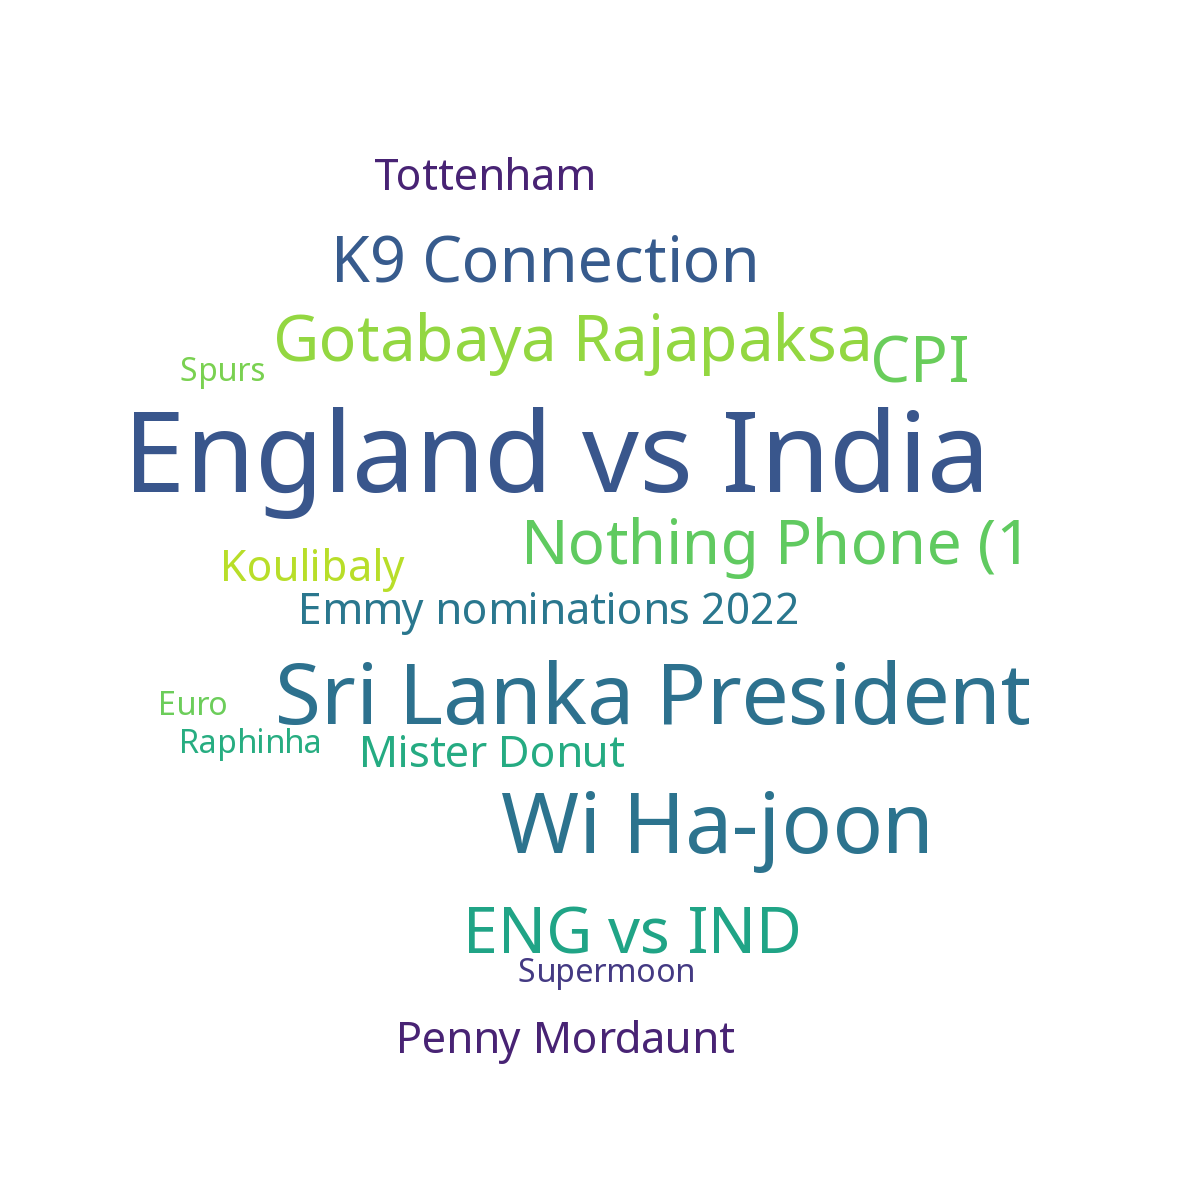 Tottenham
K9 Connection
Gotabaya Rajapaksa
CPI
Spurs
England vs India
Nothing Phone (1
Koulibaly
Emmy nominations 2022
Sri Lanka President
Euro
Raphinha
Mister Donut
Wi Ha-joon
ENG vs IND
Supermoon
Penny Mordaunt